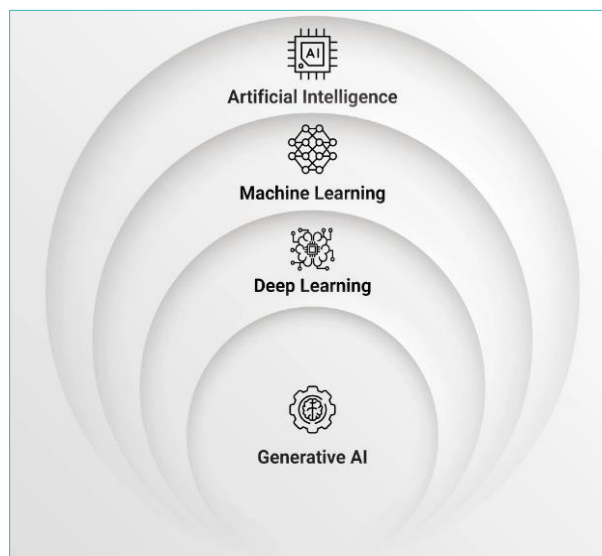 AI
Artificial Intelligence
Machine Learning
Deep Learning
Generative AI